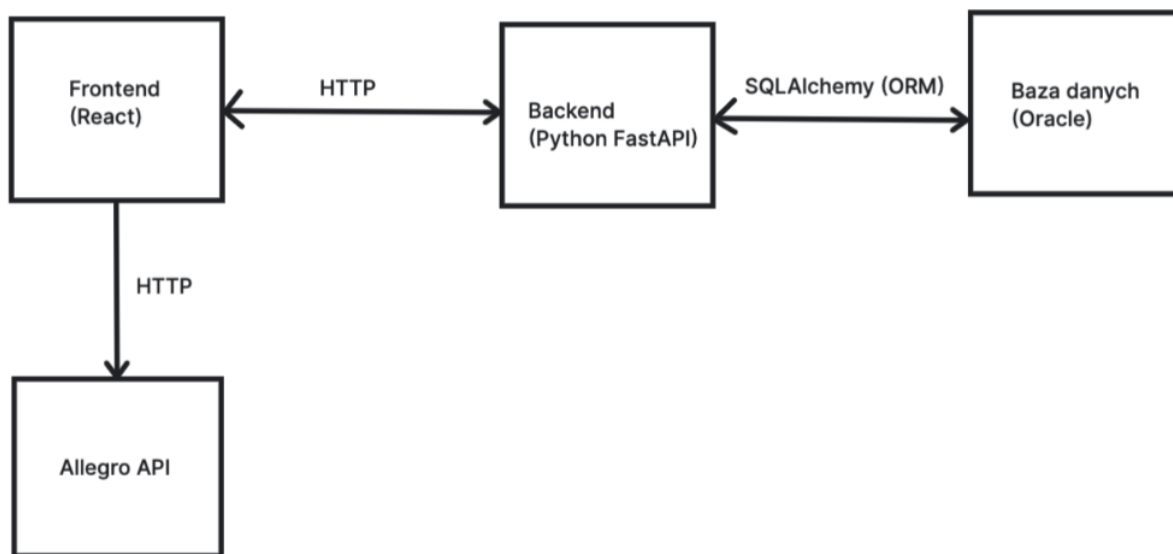 Frontend
(React)
HTTP
Backend
(Python FastAPI)
SQLAlchemy (ORM)
Baza danych
(Oracle)
HTTP
Allegro API